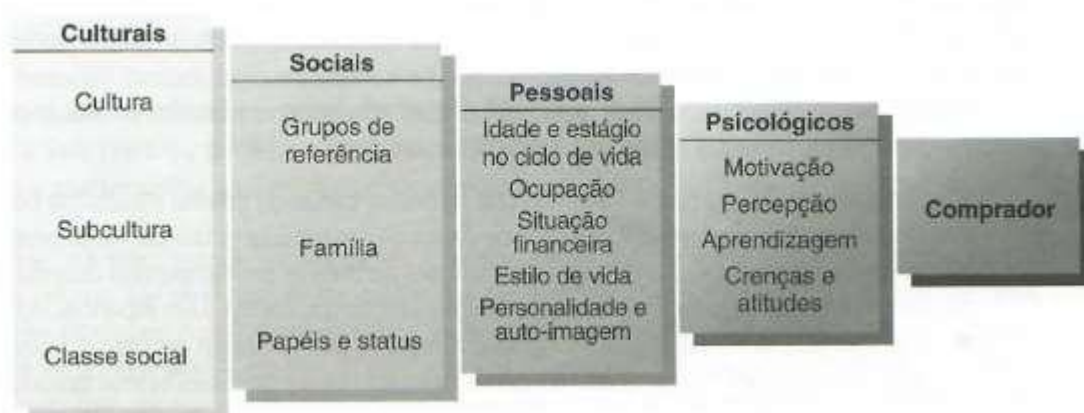 Culturais
Cultura
Subcultura
Classe social
Sociais
Grupos de
referência
Família
Papéis e status
Pessoais
Idade e estágio
no ciclo de vida
Ocupação
Situação
financeira
Estilo de vida
Personalidade e
auto-imagem
Psicológicos
Motivação
Percepção
Aprendizagem
Crenças e
atitudes
Comprador